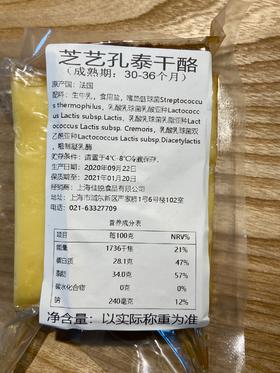 芝艺孔泰干酪
（成熟期：30-36个月）
原产国：法国
配料：生牛乳，食用盐，嗜热链球菌Streptococcu
s thermophilus，乳酸乳球菌乳酸亚种Lactococc
us Lactis subsp.Lactis，乳酸乳球菌乳脂亚种Lact
ococcus Lactis subsp. Cremoris，乳酸乳球菌双
乙酰亚种Lactococcus Lactis subsp.Diacetylactis
，粗制凝乳酶
贮存条件：请置于4℃-8℃冷藏保存。
包装日期：2020年09月22日
保质期至：2021年01月20日
经销商：上海佳锐食品有限公司
地址：上海市浦东新区
电话：021-63327709
营养成分表
项目 每100克 NRV%
能量 1736千焦 21%
蛋白质 28.1克 47%
脂肪 34.0克 57%
碳水化合物 0克 0%
钠 240毫克 12%
净含量：以实际称重为准